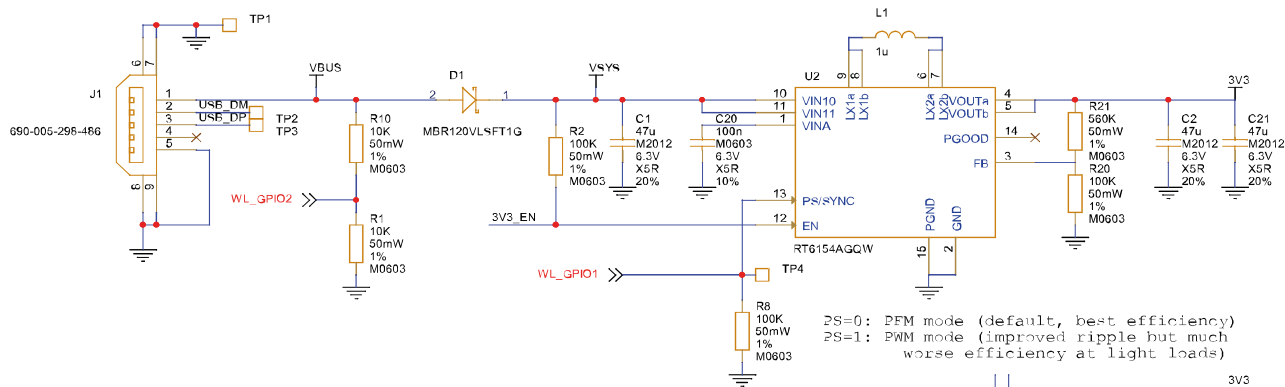 TP1
6
7
J1
690-005-298-486
1
2
3
4
5
8
9
USB_DM
USB_DP
TP2
TP3
VBUS
R10
10K
50mW
1%
M0603
WL_GPIO2
R1
10K
50mW
1%
M0603
D1
2
1
MBR120VLSFT1G
VSYS
R2
100K
50mW
1%
M0603
3V3_EN
C1
47u
M2012
6.3V
X5R
20%
C20
100n
M0603
6.3V
X5R
10%
WL_GPIO1
TP4
R8
100K
50mW
1%
M0603
L1
1u
U2
9
8
6
7
LX1a
LX1b
LX2a
LX2b
10
VIN10
11
VIN11
1
VINA
13
PS/SYNC
12
EN
VOUTa
4
VOUTb
5
PGOOD
14
FB
3
PGND
GND
15
2
RT6154AGQW
R21
560K
50mW
1%
M0603
R20
100K
50mW
1%
M0603
C2
47u
M2012
6.3V
X5R
20%
3V3
C21
47u
M2012
6.3V
X5R
20%
PS=0: PFM mode (default, best efficiency)
PS=1: PWM mode (improved ripple but much
worse efficiency at light loads)
3V3